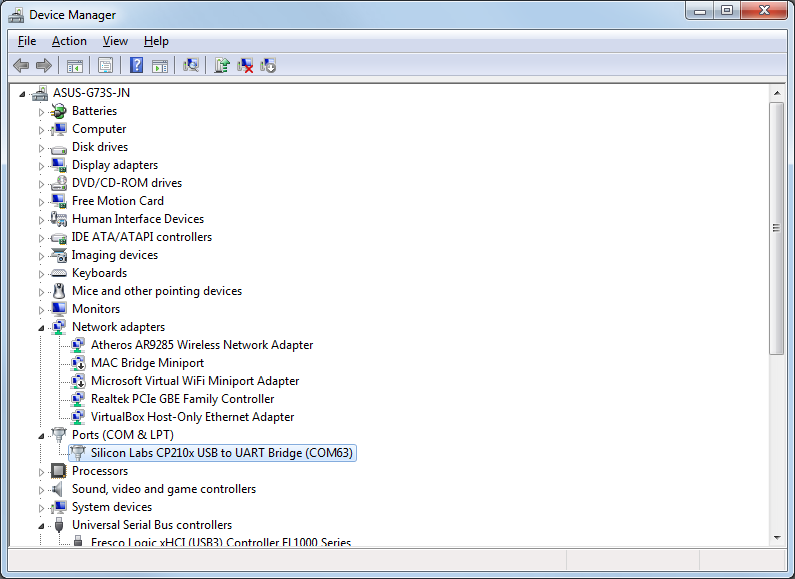 Device Manager
File Action View Help
ASUS-G73S-JN
Batteries
Computer
Disk drives
Display adapters
DVD/CD-ROM drives
Free Motion Card
Human Interface Devices
IDE ATA/ATAPI controllers
Imaging devices
Keyboards
Mice and other pointing devices
Monitors
Network adapters
Atheros AR9285 Wireless Network Adapter
MAC Bridge Miniport
Microsoft Virtual WiFi Miniport Adapter
Realtek PCIe GBE Family Controller
VirtualBox Host-Only Ethernet Adapter
Ports (COM & LPT)
Silicon Labs CP210x USB to UART Bridge (COM63)
Processors
Sound, video and game controllers
System devices
Universal Serial Bus controllers
Fresco Logic xHCI (USB3) Controller FL1000 Series